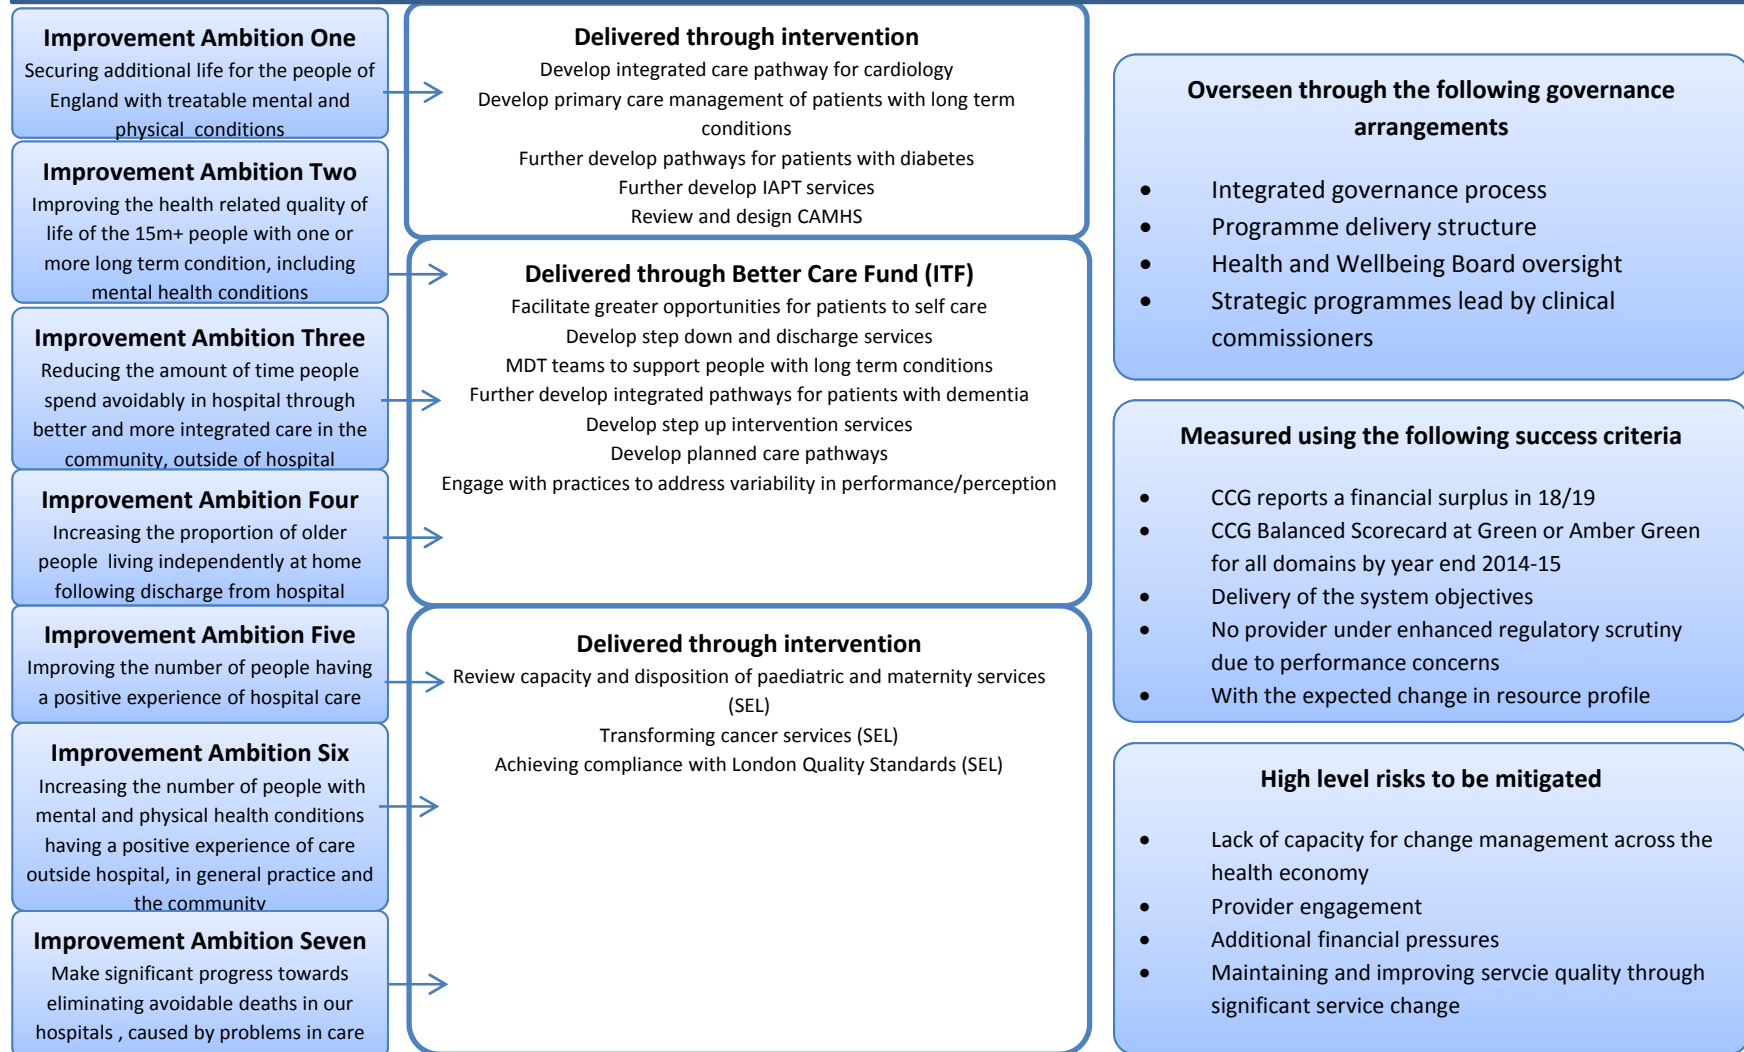 Improvement Ambition One
Securing additional life for the people of
England with treatable mental and
physical conditions
Improvement Ambition Two
Improving the health related quality of
life of the 15m+ people with one or
more long term condition, including
mental health conditions
Improvement Ambition Three
Reducing the amount of time people
spend avoidably in hospital through
better and more integrated care in the
community, outside of hospital
Improvement Ambition Four
Increasing the proportion of older
people living independently at home
following discharge from hospital
Improvement Ambition Five
Improving the number of people having
a positive experience of hospital care
Improvement Ambition Six
Increasing the number of people with
mental and physical health conditions
having a positive experience of care
outside hospital, in general practice and
the community
Improvement Ambition Seven
Make significant progress towards
eliminating avoidable deaths in our
hospitals , caused by problems in care
Delivered through intervention
Develop integrated care pathway for cardiology
Develop primary care management of patients with long term
conditions
Further develop pathways for patients with diabetes
Further develop IAPT services
Review and design CAMHS
Delivered through Better Care Fund (ITF)
Facilitate greater opportunities for patients to self care
Develop step down and discharge services
MDT teams to support people with long term conditions
Further develop integrated pathways for patients with dementia
Develop step up intervention services
Develop planned care pathways
Engage with practices to address variability in performance/perception
Delivered through intervention
Review capacity and disposition of paediatric and maternity services
(SEL)
Transforming cancer services (SEL)
Achieving compliance with London Quality Standards (SEL)
Overseen through the following governance
arrangements
• Integrated governance process
• Programme delivery structure
• Health and Wellbeing Board oversight
• Strategic programmes lead by clinical
commissioners
Measured using the following success criteria
• CCG reports a financial surplus in 18/19
• CCG Balanced Scorecard at Green or Amber Green
for all domains by year end 2014-15
• Delivery of the system objectives
• No provider under enhanced regulatory scrutiny
due to performance concerns
• With the expected change in resource profile
High level risks to be mitigated
• Lack of capacity for change management across the
health economy
• Provider engagement
• Additional financial pressures
• Maintaining and improving servcie quality through
significant service change